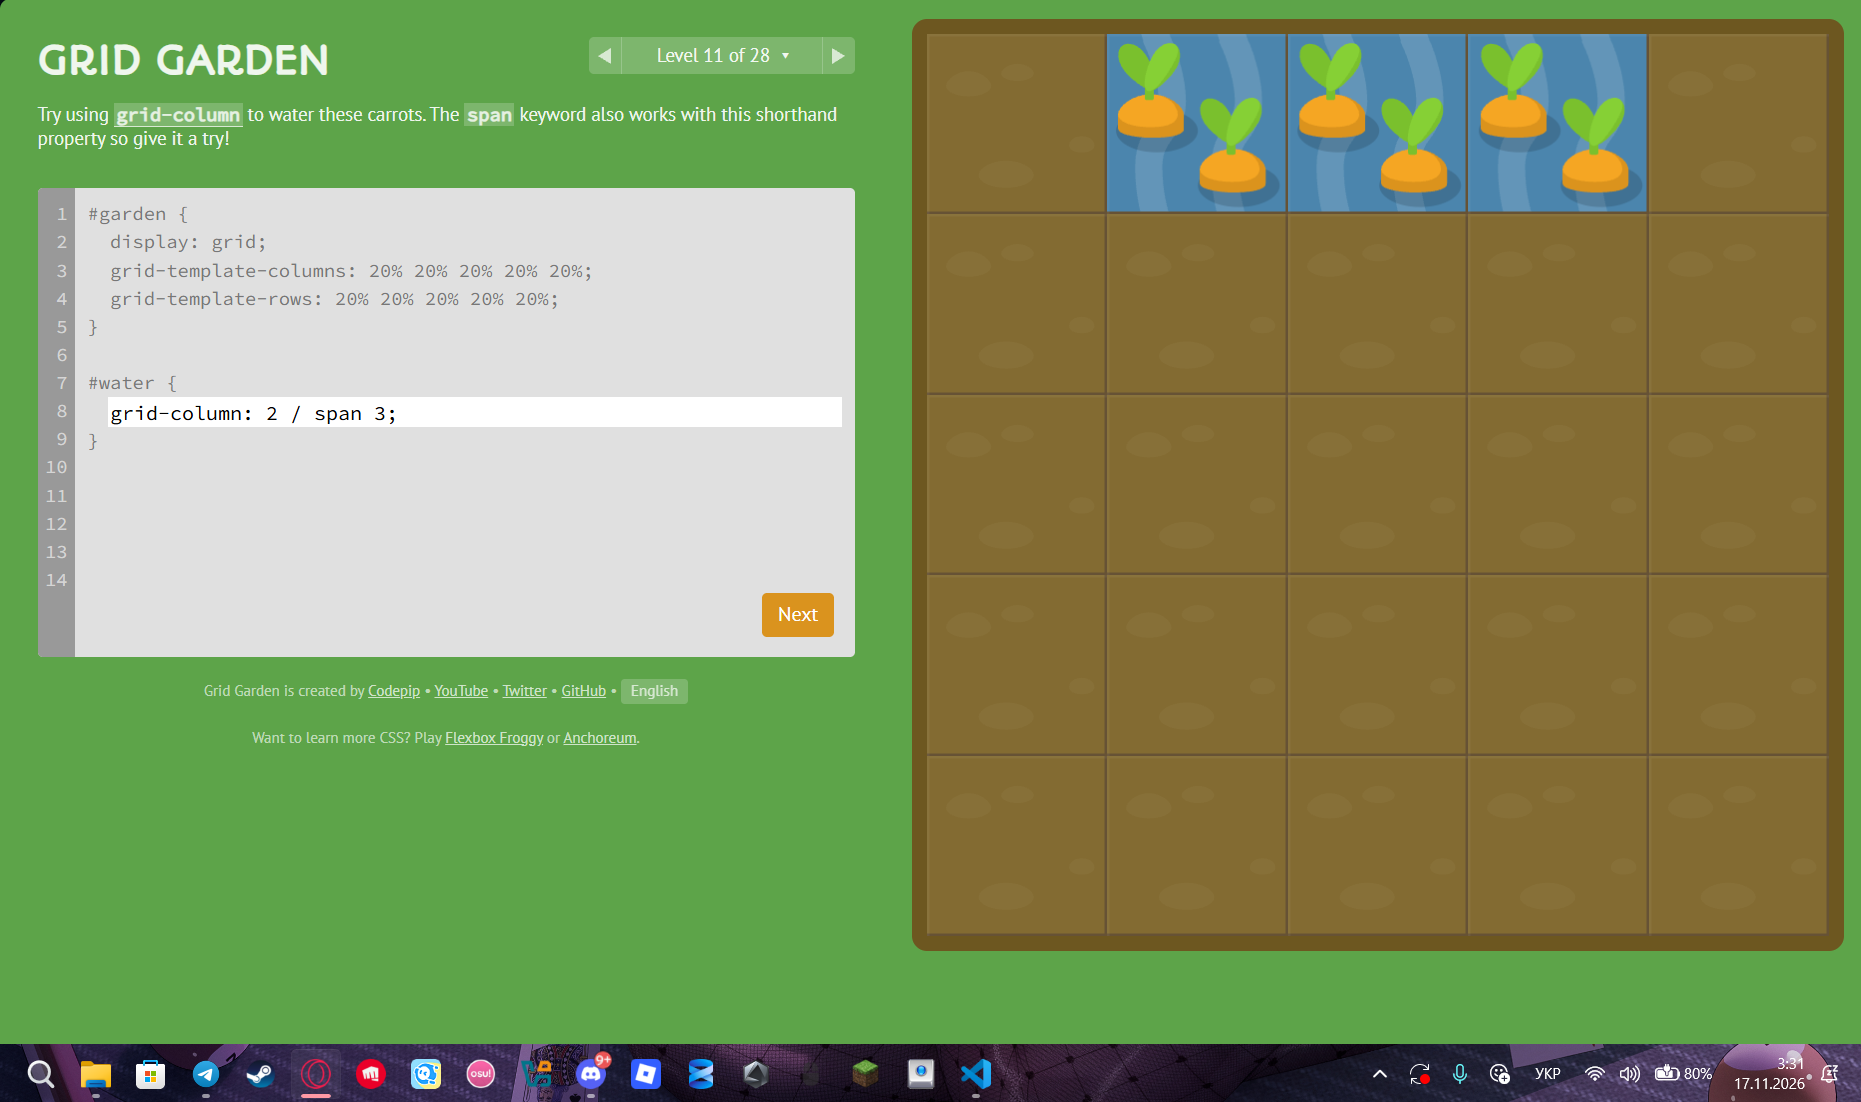 GRID GARDEN
◀ Level 11 of 28 ▾ ▶
Try using grid-column to water these carrots. The span keyword also works with this shorthand
property so give it a try!
1 #garden {
2 display: grid;
3 grid-template-columns: 20% 20% 20% 20% 20%;
4 grid-template-rows: 20% 20% 20% 20% 20%;
5 }
6
7 #water {
8 grid-column: 2 / span 3;
9 }
10
11
12
13
14
Next
Grid Garden is created by Codepip • YouTube • Twitter • GitHub • English
Want to learn more CSS? Play Flexbox Froggy or Anchoreum.
osu!
9+
УКР
80%
3:31
17.11.2026